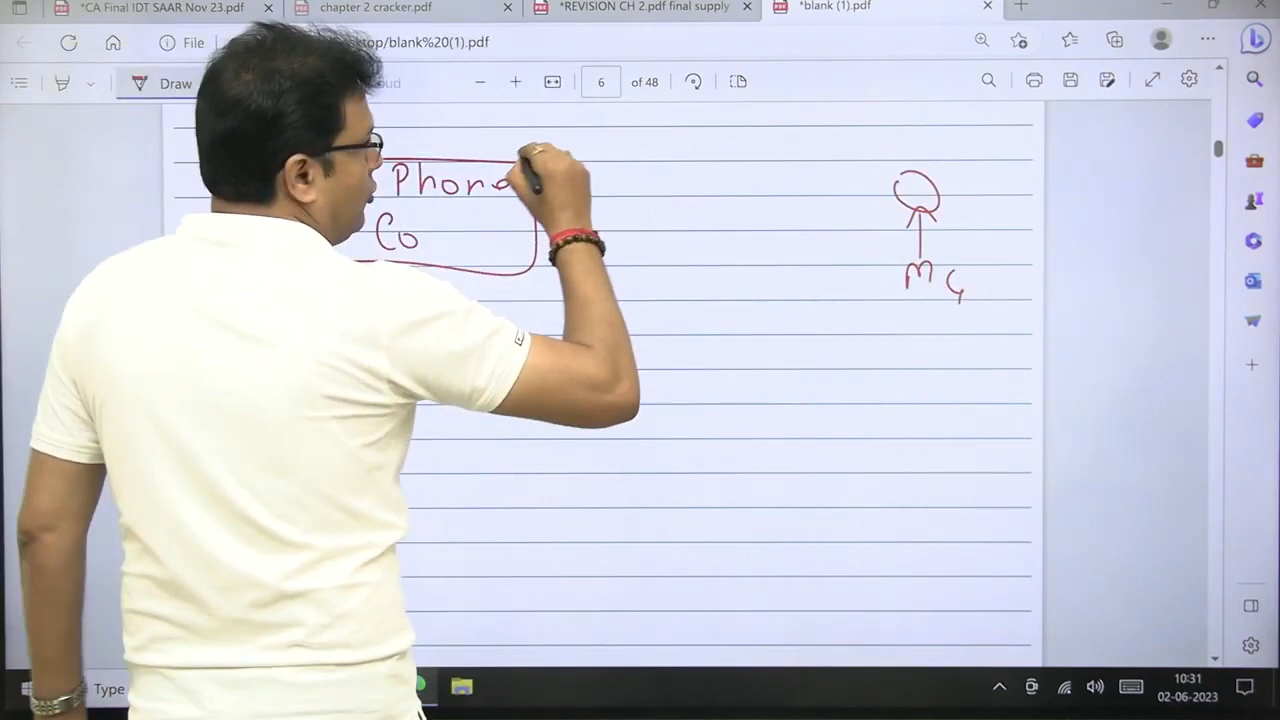 *CA Final IDT SAAR Nov 23.pdf
chapter 2 cracker.pdf
*REVISION CH 2.pdf final supply
*blank (1).pdf
File
top/blank%20(1).pdf
Draw
oud
6
of 48
Phone
Co
M
Type
10:31
02-06-2023